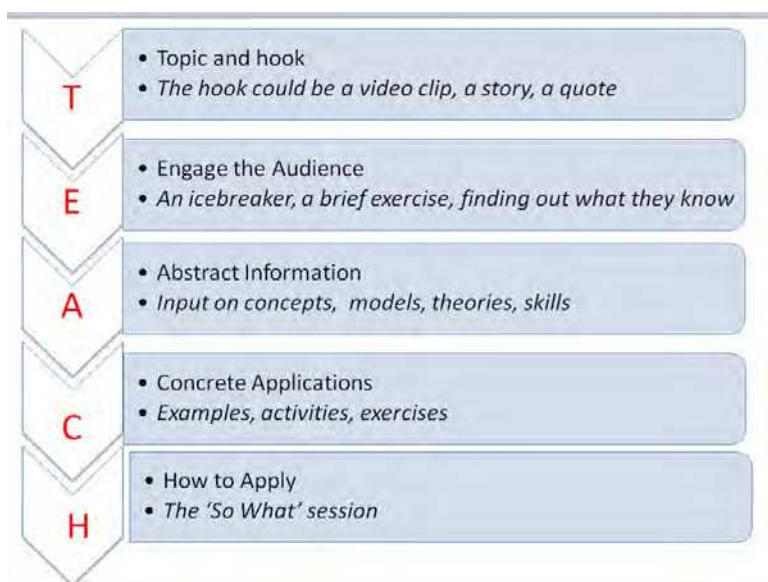 T
• Topic and hook
• The hook could be a video clip, a story, a quote
E
• Engage the Audience
• An icebreaker, a brief exercise, finding out what they know
A
• Abstract Information
• Input on concepts, models, theories, skills
C
• Concrete Applications
• Examples, activities, exercises
H
• How to Apply
• The ‘So What’ session